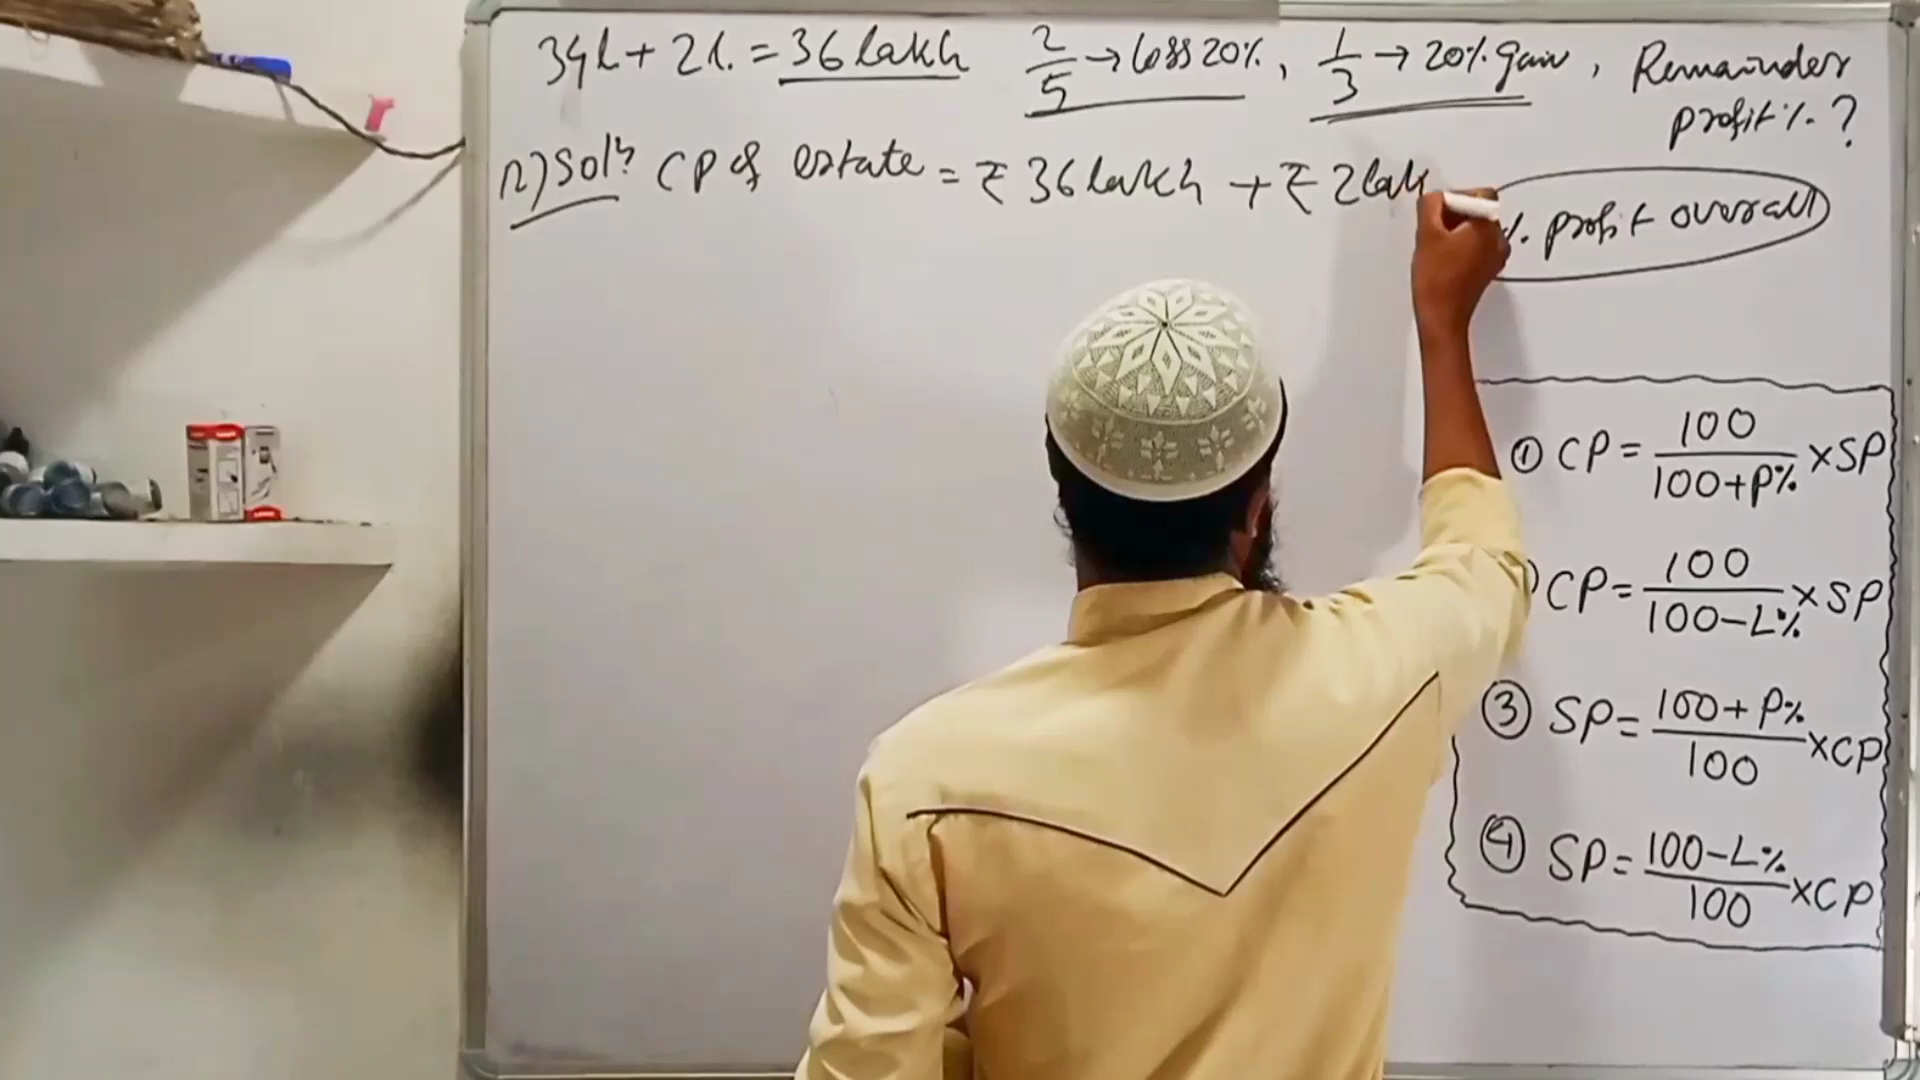 34l + 2l. = 36 lakh 2/5 → loss 20%, 1/3 → 20% gain, Remainder
profit%. ?
12) Solⁿ: CP of estate = ₹ 36 lakh + ₹ 2 lak
%. profit overall
① CP = 100/(100+P%) × SP
CP = 100/(100-L%) × SP
③ SP = (100+P%)/100 × CP
④ SP = (100-L%)/100 × CP